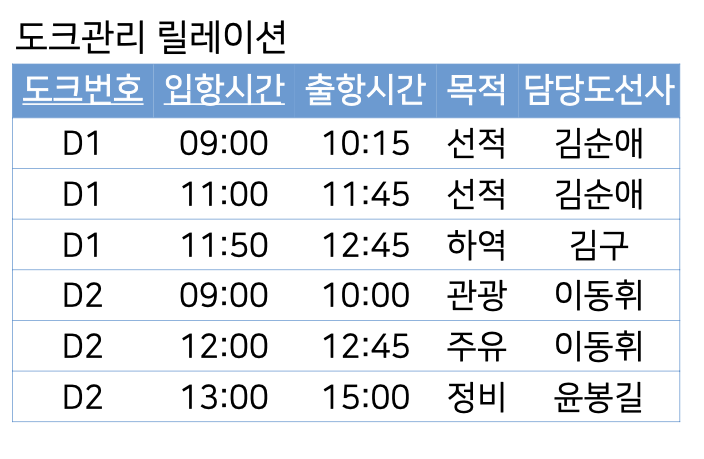 도크관리 릴레이션
도크번호 입항시간 출항시간 목적 담당도선사
D1 09:00 10:15 선적 김순애
D1 11:00 11:45 선적 김순애
D1 11:50 12:45 하역 김구
D2 09:00 10:00 관광 이동휘
D2 12:00 12:45 주유 이동휘
D2 13:00 15:00 정비 윤봉길